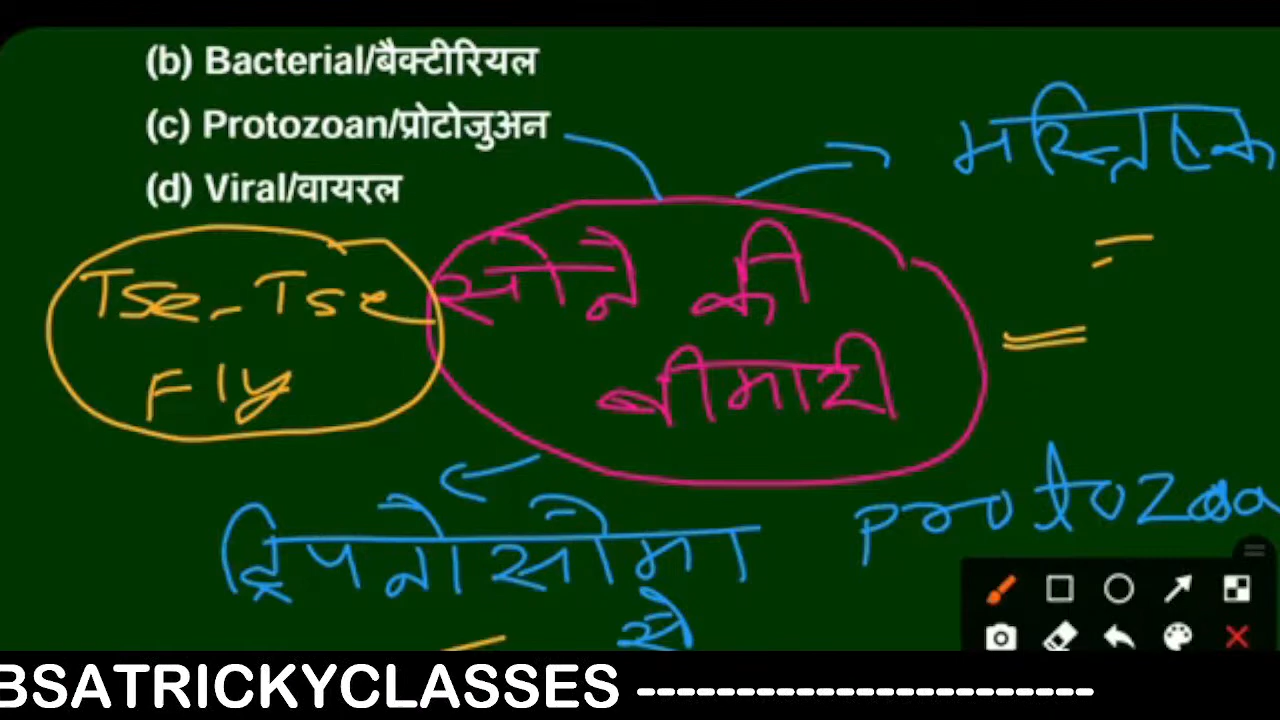 (b) Bacterial/बैक्टीरियल
(c) Protozoan/प्रोटोजुअन
(d) Viral/वायरल
मस्तिष्क
Tse-Tse
Fly
सोने की
बीमारी
ट्रिपनोसोमा
से
protozoa
BSATRICKYCLASSES -----------------------